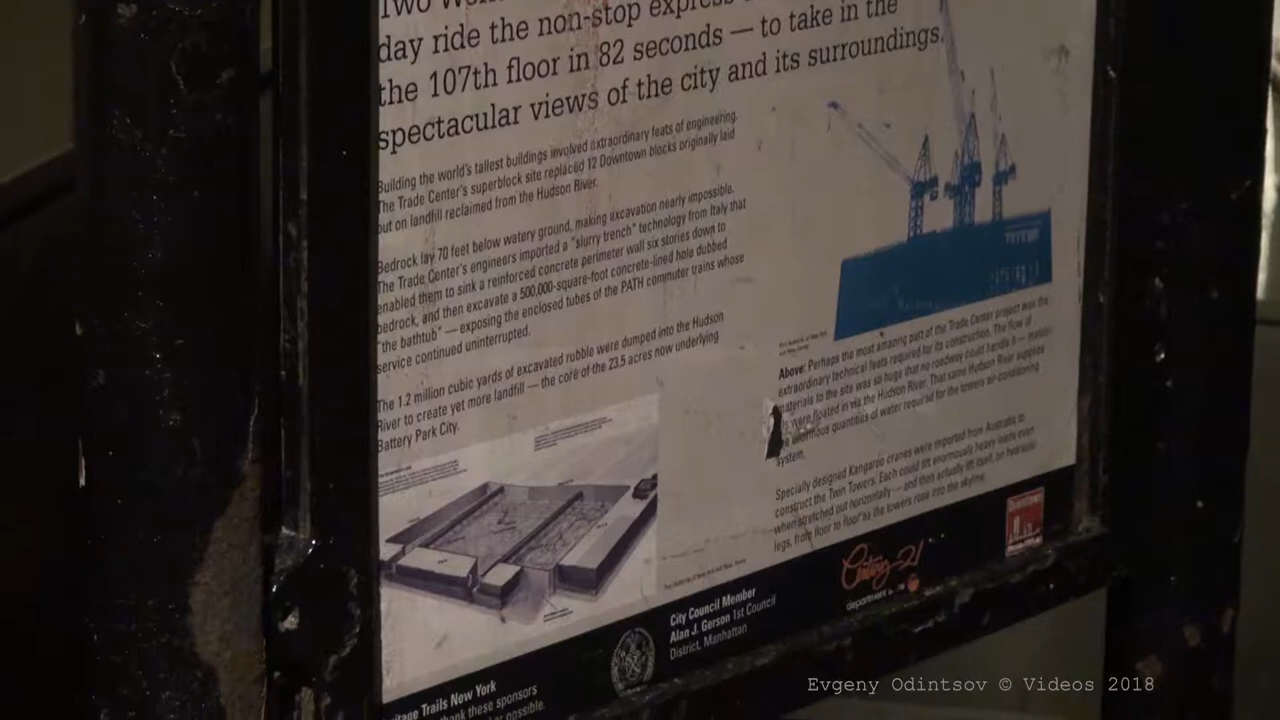 Two
day ride the non-stop express
the 107th floor in 82 seconds — to take in the
spectacular views of the city and its surroundings.
Building the world's tallest buildings involved extraordinary feats of engineering.
The Trade Center's superblock site replaced 12 Downtown blocks originally laid
out on landfill reclaimed from the Hudson River.
Bedrock lay 70 feet below watery ground, making excavation nearly impossible.
The Trade Center's engineers imported a "slurry trench" technology from Italy that
enabled them to sink a reinforced concrete perimeter wall six stories down to
bedrock, and then excavate a 500,000-square-foot concrete-lined hole dubbed
"the bathtub" — exposing the enclosed tubes of the PATH commuter trains whose
service continued uninterrupted.
The 1.2 million cubic yards of excavated rubble were dumped into the Hudson
River to create yet more landfill — the core of the 23.5 acres now underlying
Battery Park City.
Above: Perhaps the most amazing part of the Trade Center project was the
extraordinary technical feats required for its construction. The flow of
materials to the site was so huge that no roadway could handle it —
were floated in via the Hudson River. That same Hudson River supplies
enormous quantities of water required for the towers air-conditioning
system.
Specially designed Kangaroo cranes were imported from Australia to
construct the Twin Towers. Each could lift enormously heavy loads even
when stretched out horizontally — and then actually lift itself, on hydraulic
legs, from floor to floor as the towers rose into the skyline.
Century 21
department
City Council Member
Alan J. Gerson 1st Council
District, Manhattan
itage Trails New York
hank these sponsors
possible.
Evgeny Odintsov © Videos 2018